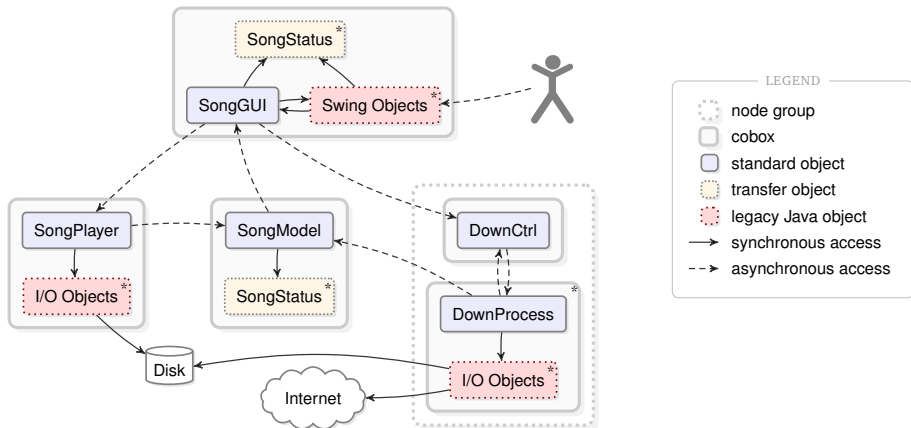 SongStatus *
SongGUI
Swing Objects *
SongPlayer
I/O Objects *
SongModel
SongStatus *
DownCtrl
*
DownProcess
I/O Objects *
Disk
Internet
LEGEND
node group
cobox
standard object
transfer object
legacy Java object
synchronous access
asynchronous access